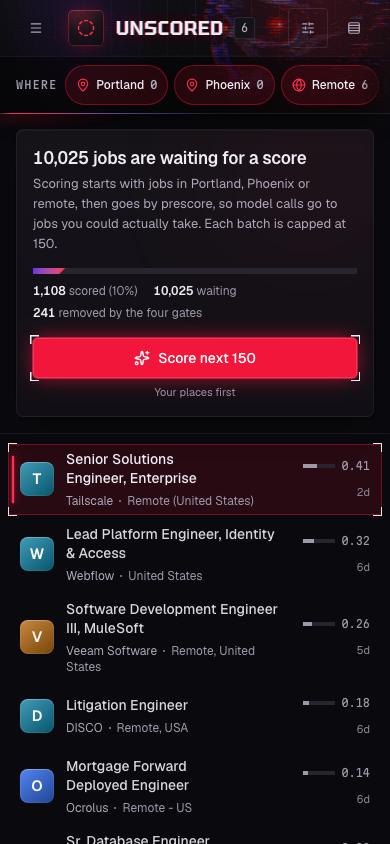 UNSCORED 6
WHERE Portland 0 Phoenix 0 Remote 6
10,025 jobs are waiting for a score
Scoring starts with jobs in Portland, Phoenix or
remote, then goes by prescore, so model calls go to
jobs you could actually take. Each batch is capped at
150.
1,108 scored (10%) 10,025 waiting
241 removed by the four gates
Score next 150
Your places first
T
Senior Solutions
Engineer, Enterprise
Tailscale · Remote (United States)
0.41
2d
W
Lead Platform Engineer, Identity
& Access
Webflow · United States
0.32
6d
V
Software Development Engineer
III, MuleSoft
Veeam Software · Remote, United
States
0.26
5d
D
Litigation Engineer
DISCO · Remote, USA
0.18
6d
O
Mortgage Forward
Deployed Engineer
Ocrolus · Remote - US
0.14
6d
Sr. Database Engineer